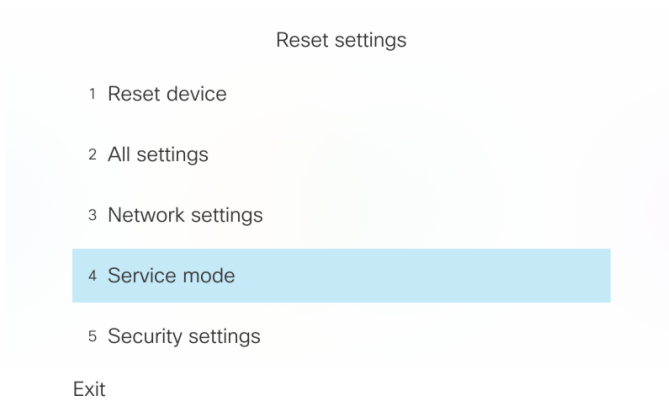 Reset settings
1 Reset device
2 All settings
3 Network settings
4 Service mode
5 Security settings
Exit